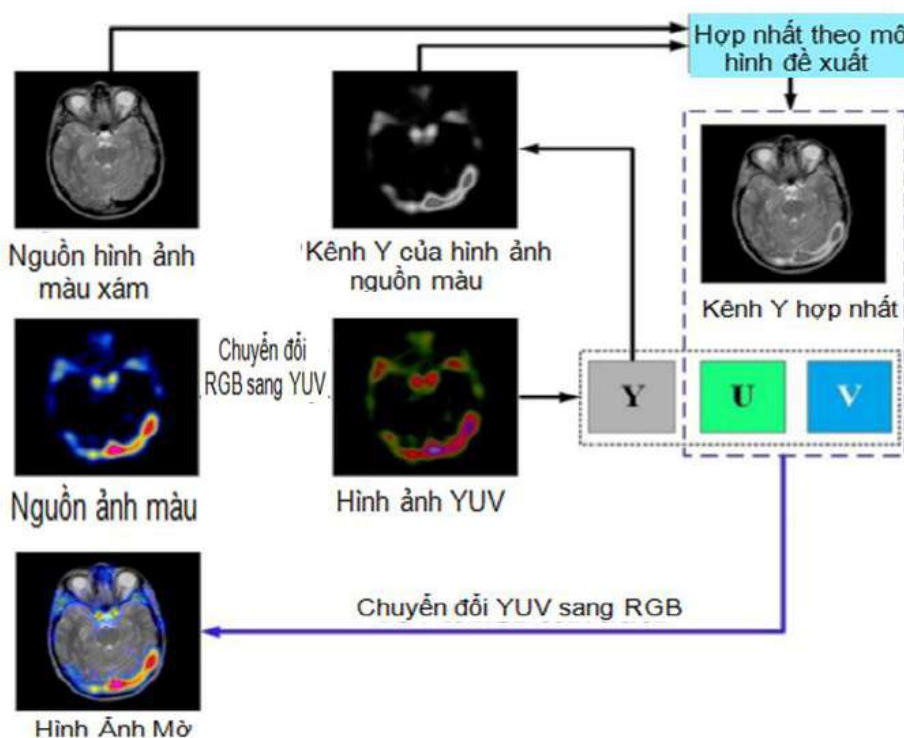 Hợp nhất theo mô
hình đề xuất
Nguồn hình ảnh
màu xám
Kênh Y của hình ảnh
nguồn màu
Kênh Y hợp nhất
Chuyển đổi
RGB sang YUV
Y
U
V
Nguồn ảnh màu
Hình ảnh YUV
Chuyển đổi YUV sang RGB
Hình Ảnh Mờ